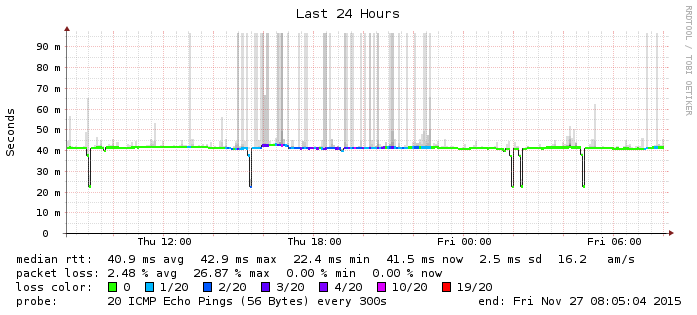 Last 24 Hours
RRDTOOL / TOBI OETIKER
Seconds
90 m
80 m
70 m
60 m
50 m
40 m
30 m
20 m
10 m
0
Thu 12:00 Thu 18:00 Fri 00:00 Fri 06:00
median rtt: 40.9 ms avg 42.9 ms max 22.4 ms min 41.5 ms now 2.5 ms sd 16.2 am/s
packet loss: 2.48 % avg 26.87 % max 0.00 % min 0.00 % now
loss color: 0 1/20 2/20 3/20 4/20 10/20 19/20
probe: 20 ICMP Echo Pings (56 Bytes) every 300s end: Fri Nov 27 08:05:04 2015